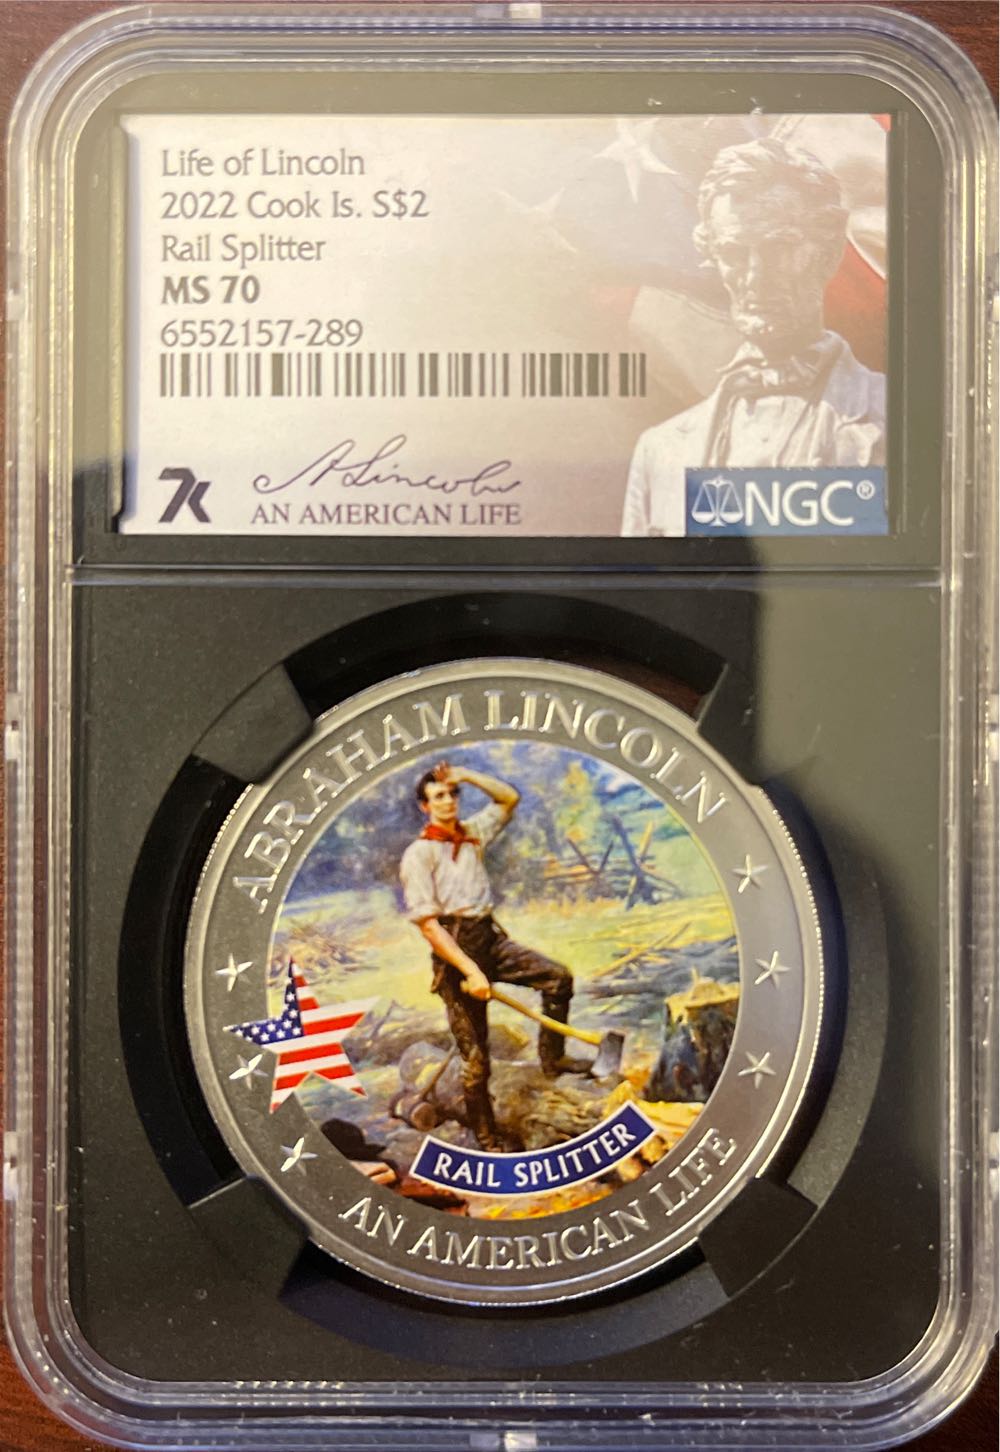 Life of Lincoln
2022 Cook Is. S$2
Rail Splitter
MS 70
6552157-289
7k
A. Lincoln
AN AMERICAN LIFE
NGC®
ABRAHAM LINCOLN
RAIL SPLITTER
AN AMERICAN LIFE